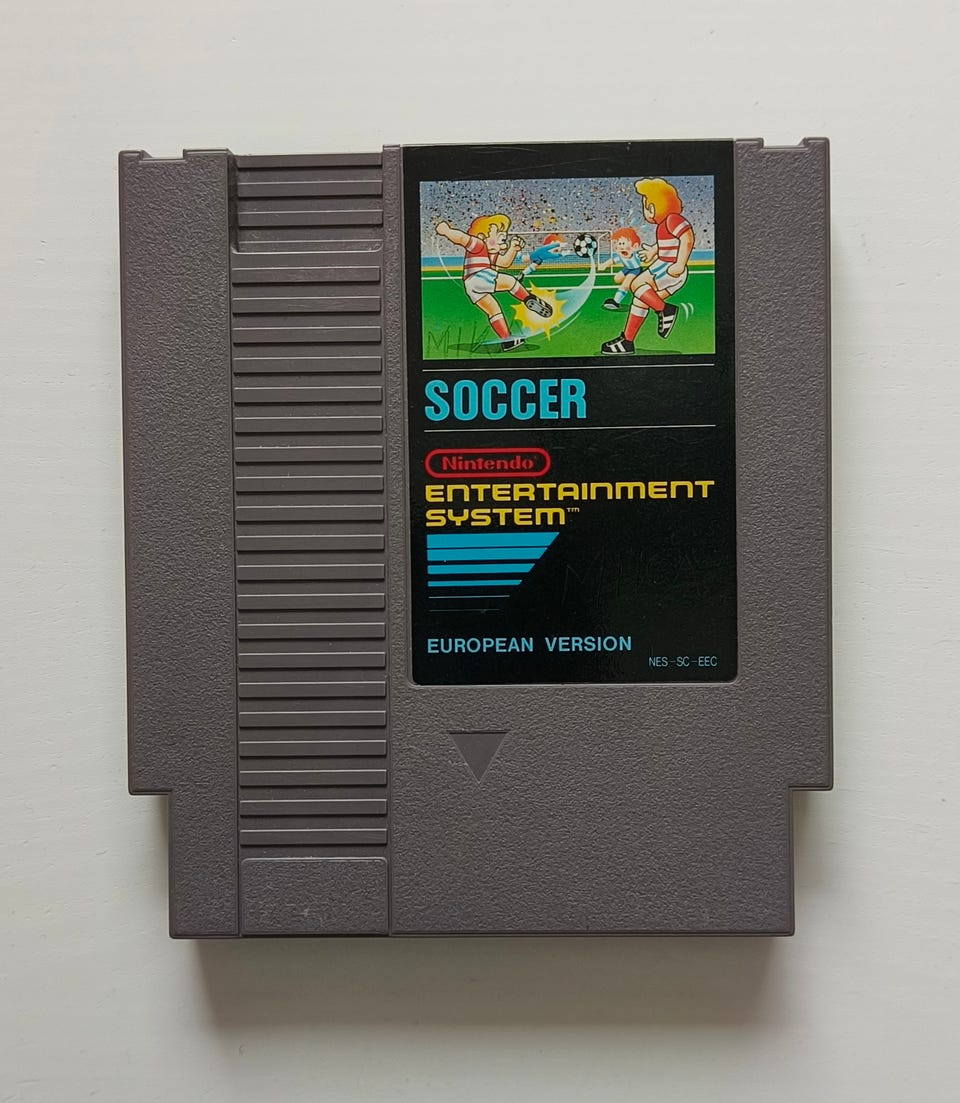 SOCCER
Nintendo®
ENTERTAINMENT
SYSTEM™
EUROPEAN VERSION
NES-SC-EEC